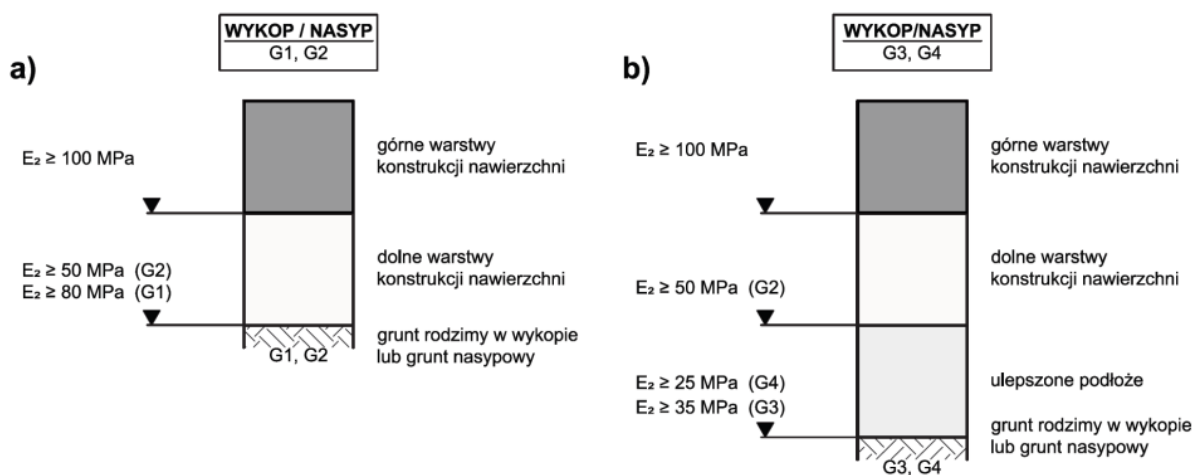 a)
WYKOP / NASYP
G1, G2
E₂ ≥ 100 MPa
górne warstwy
konstrukcji nawierzchni
E₂ ≥ 50 MPa (G2)
E₂ ≥ 80 MPa (G1)
dolne warstwy
konstrukcji nawierzchni
grunt rodzimy w wykopie
lub grunt nasypowy
G1, G2
b)
WYKOP/NASYP
G3, G4
E₂ ≥ 100 MPa
górne warstwy
konstrukcji nawierzchni
E₂ ≥ 50 MPa (G2)
dolne warstwy
konstrukcji nawierzchni
E₂ ≥ 25 MPa (G4)
E₂ ≥ 35 MPa (G3)
ulepszone podłoże
grunt rodzimy w wykopie
lub grunt nasypowy
G3, G4